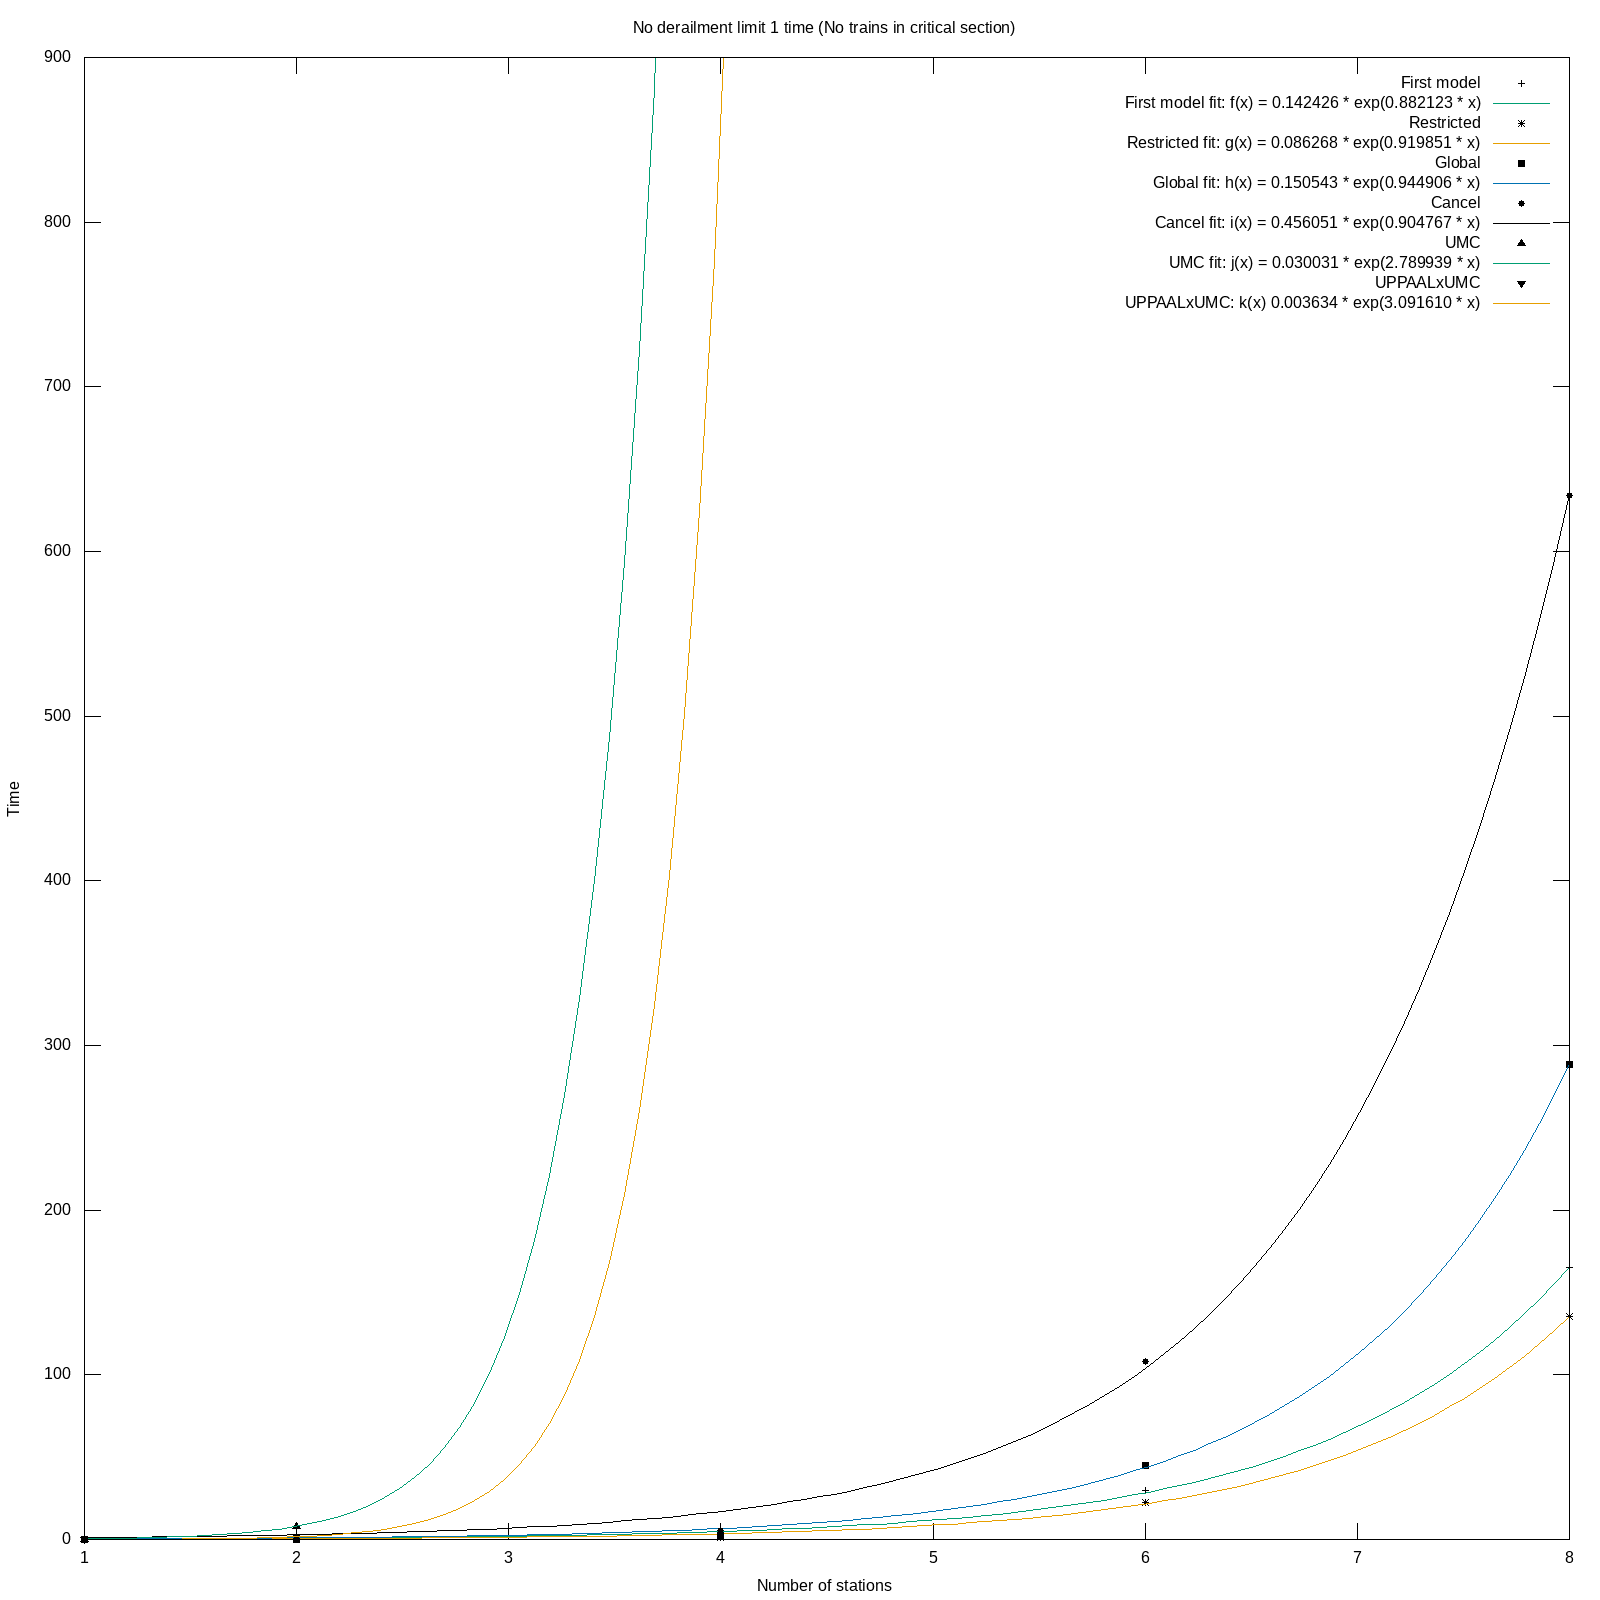 No derailment limit 1 time (No trains in critical section)
900
800
700
600
500
400
300
200
100
0
Time
First model
First model fit: f(x) = 0.142426 * exp(0.882123 * x)
Restricted
Restricted fit: g(x) = 0.086268 * exp(0.919851 * x)
Global
Global fit: h(x) = 0.150543 * exp(0.944906 * x)
Cancel
Cancel fit: i(x) = 0.456051 * exp(0.904767 * x)
UMC
UMC fit: j(x) = 0.030031 * exp(2.789939 * x)
UPPAALxUMC
UPPAALxUMC: k(x) 0.003634 * exp(3.091610 * x)
1 2 3 4 5 6 7 8
Number of stations